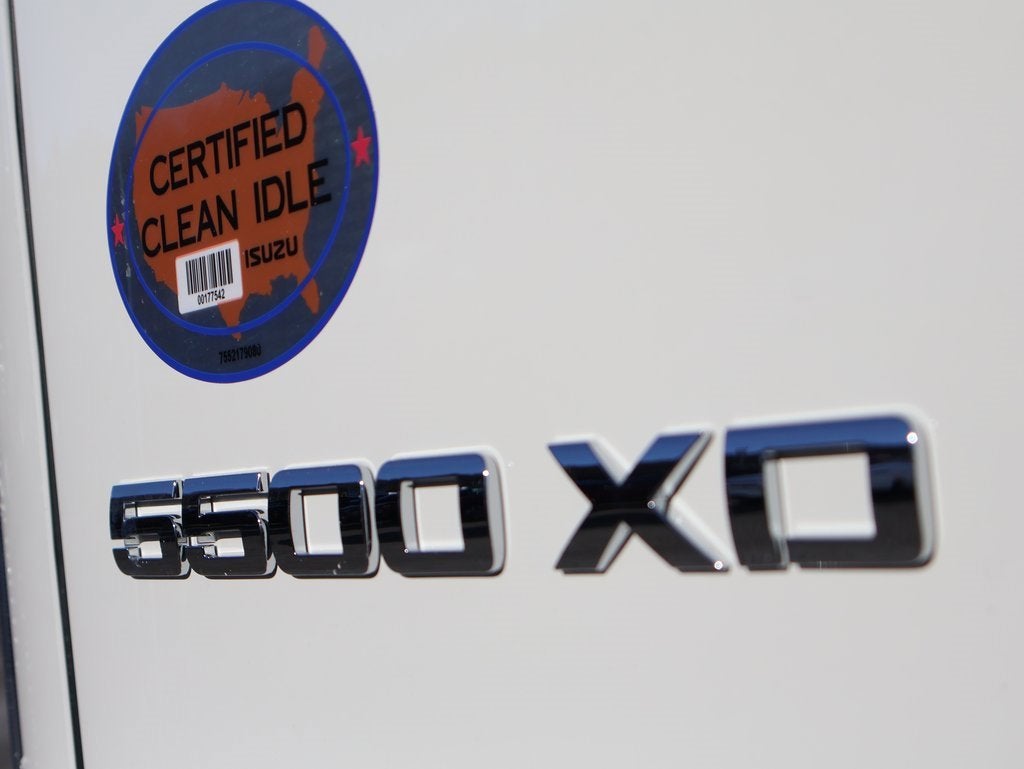 CERTIFIED
CLEAN IDLE
ISUZU
00177542
7552179080
5500 XD